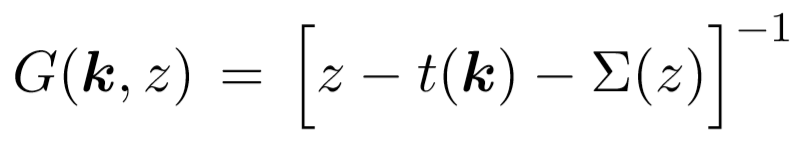 G(𝒌, z) = [z − t(𝒌) − Σ(z)]⁻¹